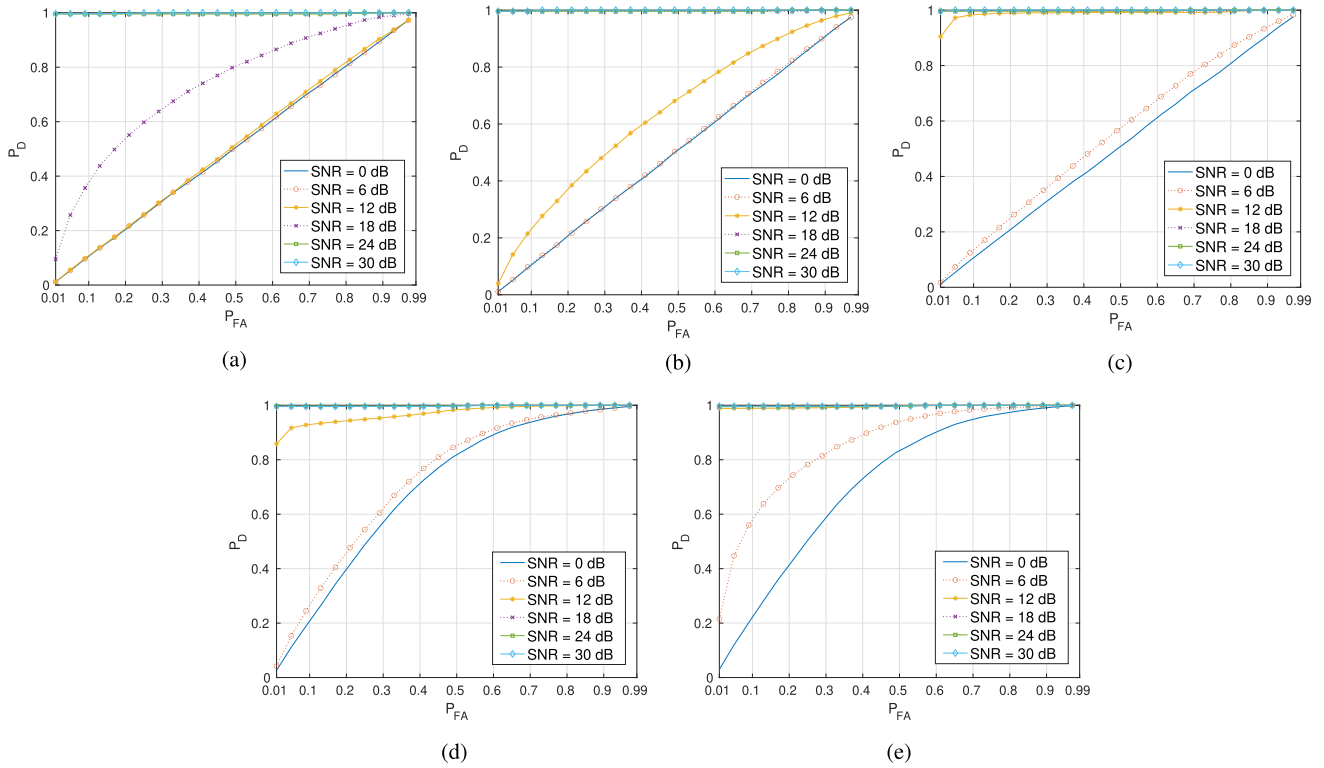 1
0.8
0.6
0.4
0.2
0
P_D
0.01 0.1 0.2 0.3 0.4 0.5 0.6 0.7 0.8 0.9 0.99
P_FA
SNR = 0 dB
SNR = 6 dB
SNR = 12 dB
SNR = 18 dB
SNR = 24 dB
SNR = 30 dB
(a)
1
0.8
0.6
0.4
0.2
0
P_D
0.01 0.1 0.2 0.3 0.4 0.5 0.6 0.7 0.8 0.9 0.99
P_FA
SNR = 0 dB
SNR = 6 dB
SNR = 12 dB
SNR = 18 dB
SNR = 24 dB
SNR = 30 dB
(b)
1
0.8
0.6
0.4
0.2
0
P_D
0.01 0.1 0.2 0.3 0.4 0.5 0.6 0.7 0.8 0.9 0.99
P_FA
SNR = 0 dB
SNR = 6 dB
SNR = 12 dB
SNR = 18 dB
SNR = 24 dB
SNR = 30 dB
(c)
1
0.8
0.6
0.4
0.2
0
P_D
0.01 0.1 0.2 0.3 0.4 0.5 0.6 0.7 0.8 0.9 0.99
P_FA
SNR = 0 dB
SNR = 6 dB
SNR = 12 dB
SNR = 18 dB
SNR = 24 dB
SNR = 30 dB
(d)
1
0.8
0.6
0.4
0.2
0
P_D
0.01 0.1 0.2 0.3 0.4 0.5 0.6 0.7 0.8 0.9 0.99
P_FA
SNR = 0 dB
SNR = 6 dB
SNR = 12 dB
SNR = 18 dB
SNR = 24 dB
SNR = 30 dB
(e)